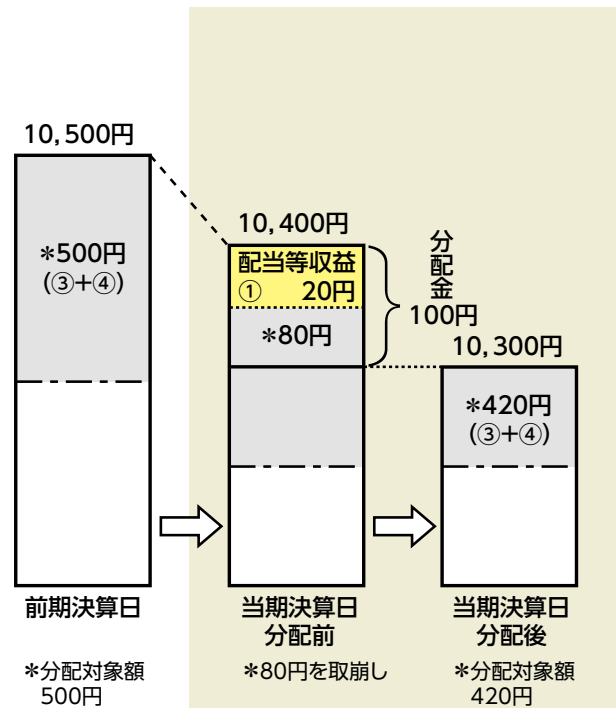 10,500円
*500円
(③+④)
前期決算日
*分配対象額
500円
10,400円
配当等収益
① 20円
*80円
分配金
100円
当期決算日
分配前
*80円を取崩し
10,300円
*420円
(③+④)
当期決算日
分配後
*分配対象額
420円